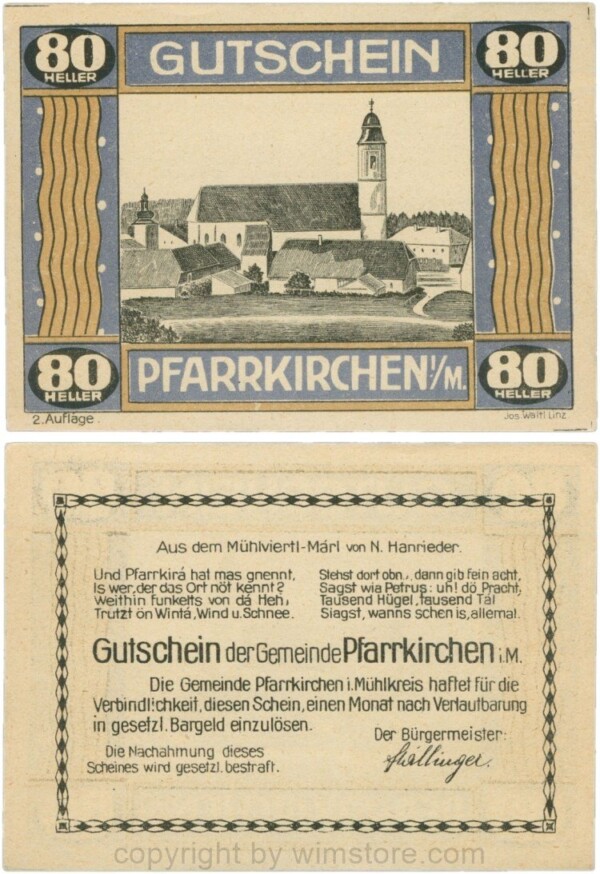 80 HELLER GUTSCHEIN 80 HELLER
80 HELLER PFARRKIRCHEN I/M. 80 HELLER
2. Auflage. Jos. Waltl Linz
Aus dem Mühlviertl-Márl von N. Hanrieder.
Und Pfarrkirá hat mas gnennt,
Is wer, der das Ort nöt kennt?
Weithin funkelts von dá Heh,
Trutzt ön Wintá, Wind u. Schnee.
Stehst dort obn, dann gib fein acht,
Sagst wia Petrus: uh! dö Pracht,
Tausend Hügel, tausend Tál
Siagst, wanns schen is, allemal.
Gutschein der Gemeinde Pfarrkirchen i.M.
Die Gemeinde Pfarrkirchen i. Mühlkreis haftet für die
Verbindlichkeit, diesen Schein, einen Monat nach Verlautbarung
in gesetzl. Bargeld einzulösen.
Der Bürgermeister:
Die Nachahmung dieses
Scheines wird gesetzl. bestraft.
copyright by wimstore.com